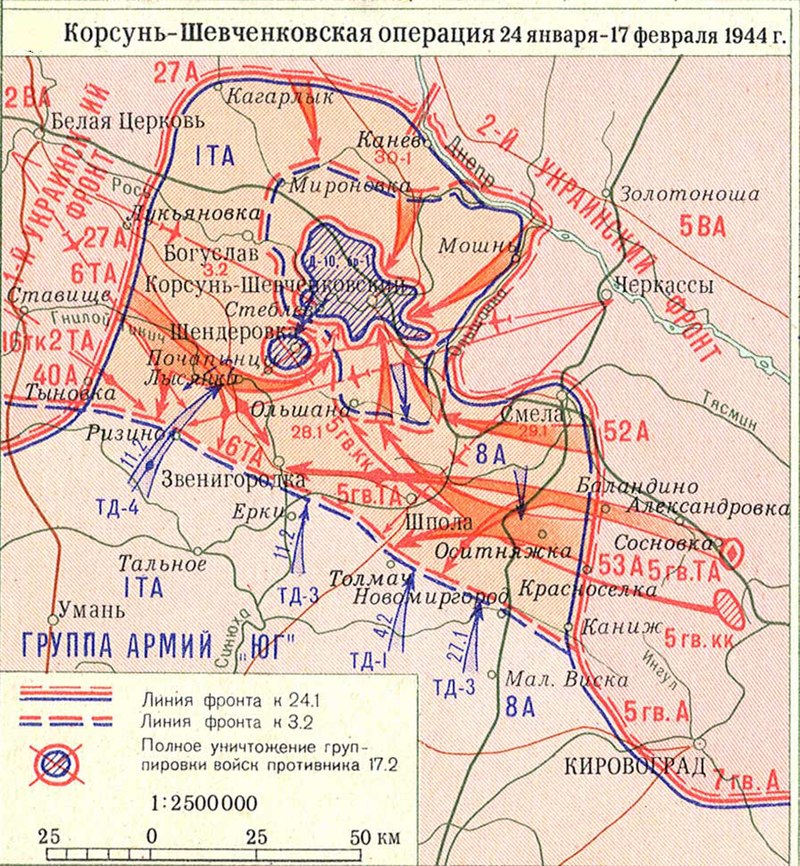 Корсунь-Шевченковская операция 24 января-17 февраля 1944 г.
27 А
2 ВА
Кагарлык
Белая Церковь
1-Й УКРАИНСКИЙ
ФРОНТ
I ТА
Канев
30-1
Днепр
2-Й УКРАИНСКИЙ ФРОНТ
Рось
Мироновка
Золотоноша
5 ВА
Лукьяновка
27 А
Богуслав
3.2
Мошны
6 ТА
Д-10, бр-1
Корсунь-Шевченковский
Черкассы
Ставище
Гнилой
Тикич
Стеблев
Ольшанка
Шендеровка
16тк 2 ТА
Почапинцы
40 А
Лысянка
Тыновка
Ольшана
28.1
Смела
29.1
Тясмин
52 А
Ризино
11.2
6 ТА
5 гв.кк
8 А
Звенигородка
5 гв.ТА
Баландино
Александровка
ТД-4
Ерки
Шпола
11.2
Оситняжка
Сосновка
Тальное
53 А
5 гв.ТА
I ТА
ТД-3
Толмач
Новомиргород
Красноселка
Умань
Каниж
5 гв.кк
ГРУППА АРМИЙ „ЮГ"
Синюха
4.2
ТД-1
27.1
ТД-3
Ингул
Мал. Виска
8 А
5 гв. А
КИРОВОГРАД
7 гв. А
Линия фронта к 24.1
Линия фронта к 3.2
Полное уничтожение груп-
пировки войск противника 17.2
1:2500000
25 0 25 50 км